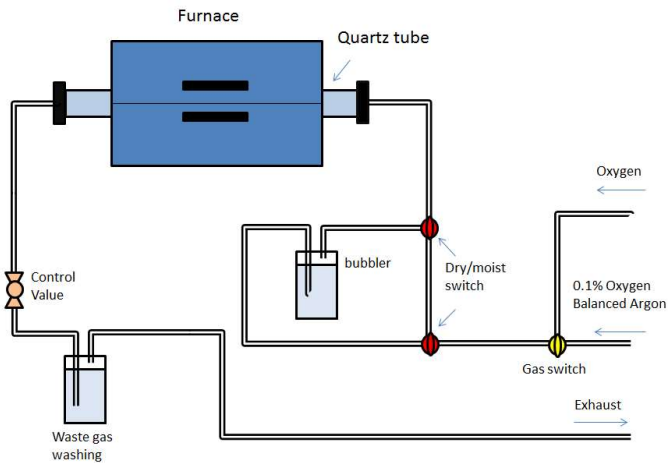 Furnace
Quartz tube
Oxygen
bubbler
Dry/moist
switch
0.1% Oxygen
Balanced Argon
Control
Value
Gas switch
Exhaust
Waste gas
washing